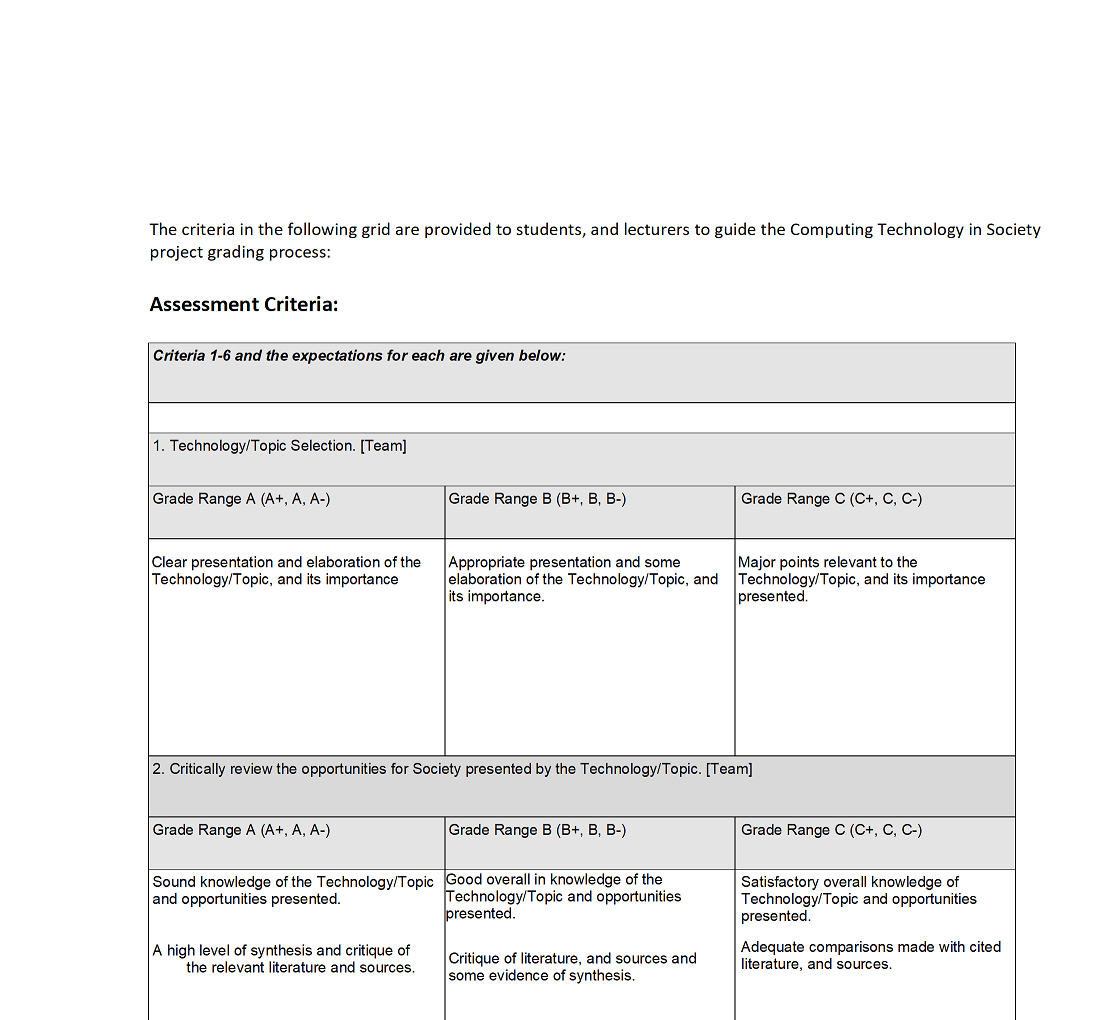 The criteria in the following grid are provided to students, and lecturers to guide the Computing Technology in Society
project grading process:
Assessment Criteria:
Criteria 1-6 and the expectations for each are given below:
1. Technology/Topic Selection. [Team]
Grade Range A (A+, A, A-)
Grade Range B (B+, B, B-)
Grade Range C (C+, C, C-)
Clear presentation and elaboration of the
Technology/Topic, and its importance
Appropriate presentation and some
elaboration of the Technology/Topic, and
its importance.
Major points relevant to the
Technology/Topic, and its importance
presented.
2. Critically review the opportunities for Society presented by the Technology/Topic. [Team]
Grade Range A (A+, A, A-)
Grade Range B (B+, B, B-)
Grade Range C (C+, C, C-)
Sound knowledge of the Technology/Topic
and opportunities presented.
A high level of synthesis and critique of
the relevant literature and sources.
Good overall in knowledge of the
Technology/Topic and opportunities
presented.
Critique of literature, and sources and
some evidence of synthesis.
Satisfactory overall knowledge of
Technology/Topic and opportunities
presented.
Adequate comparisons made with cited
literature, and sources.